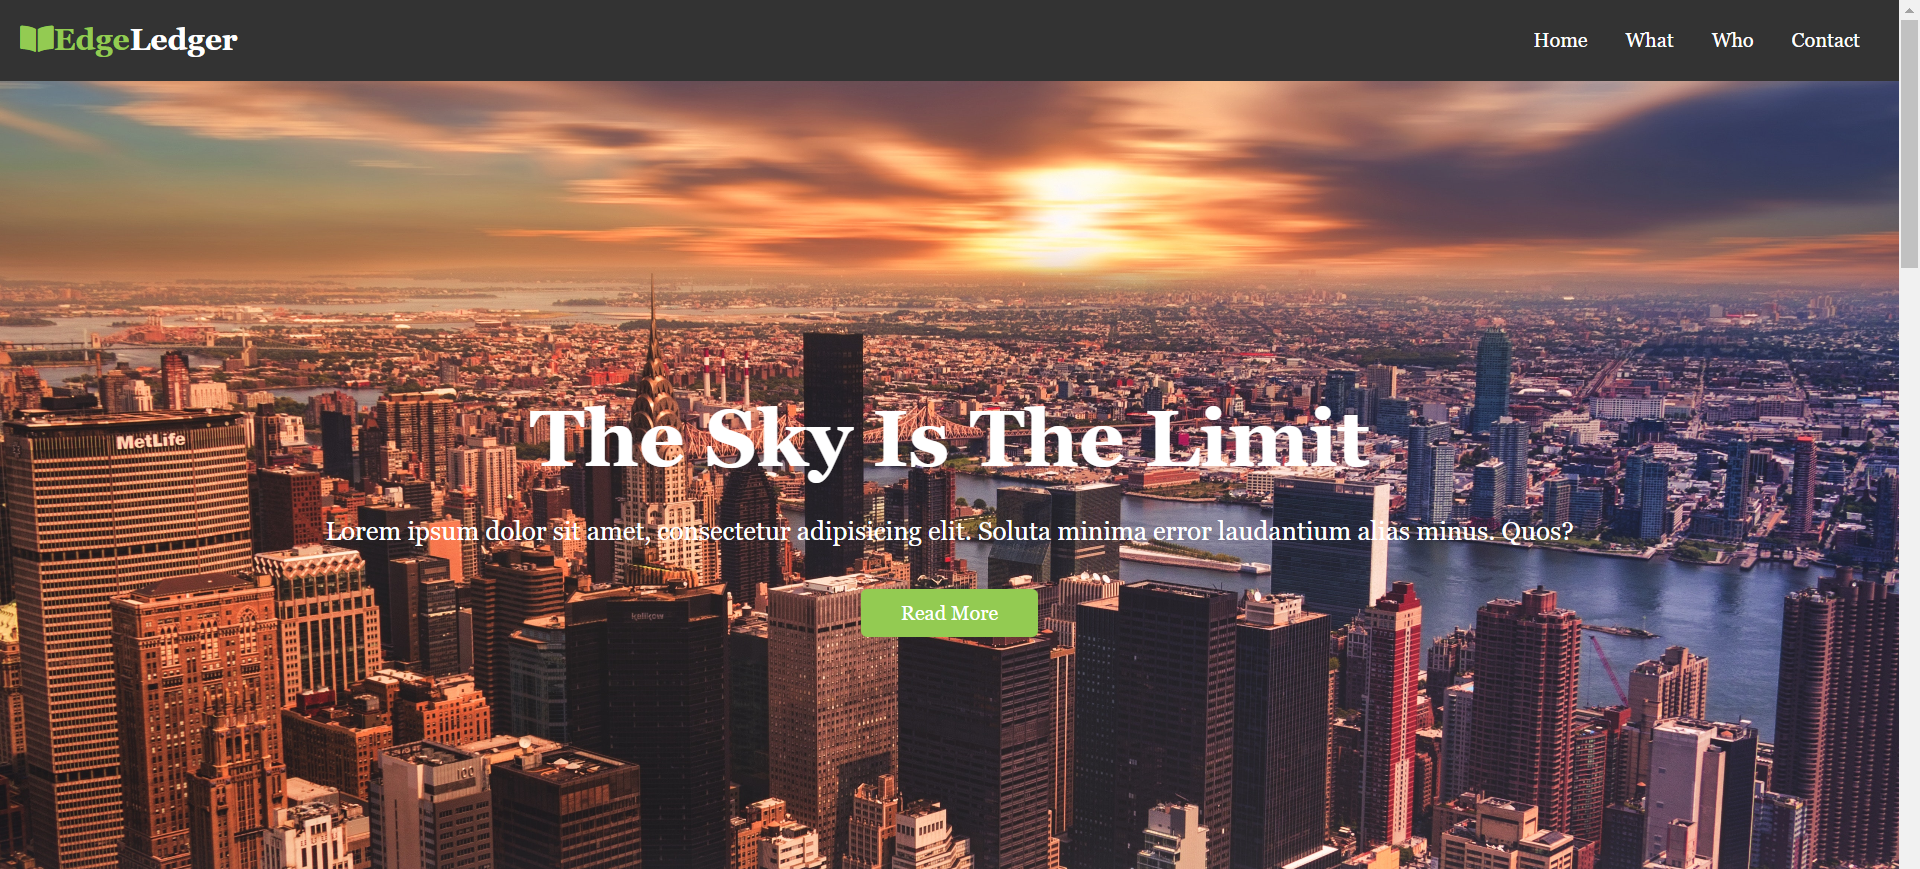 EdgeLedger
Home What Who Contact
MetLife
The Sky Is The Limit
Lorem ipsum dolor sit amet, consectetur adipisicing elit. Soluta minima error laudantium alias minus. Quos?
Read More